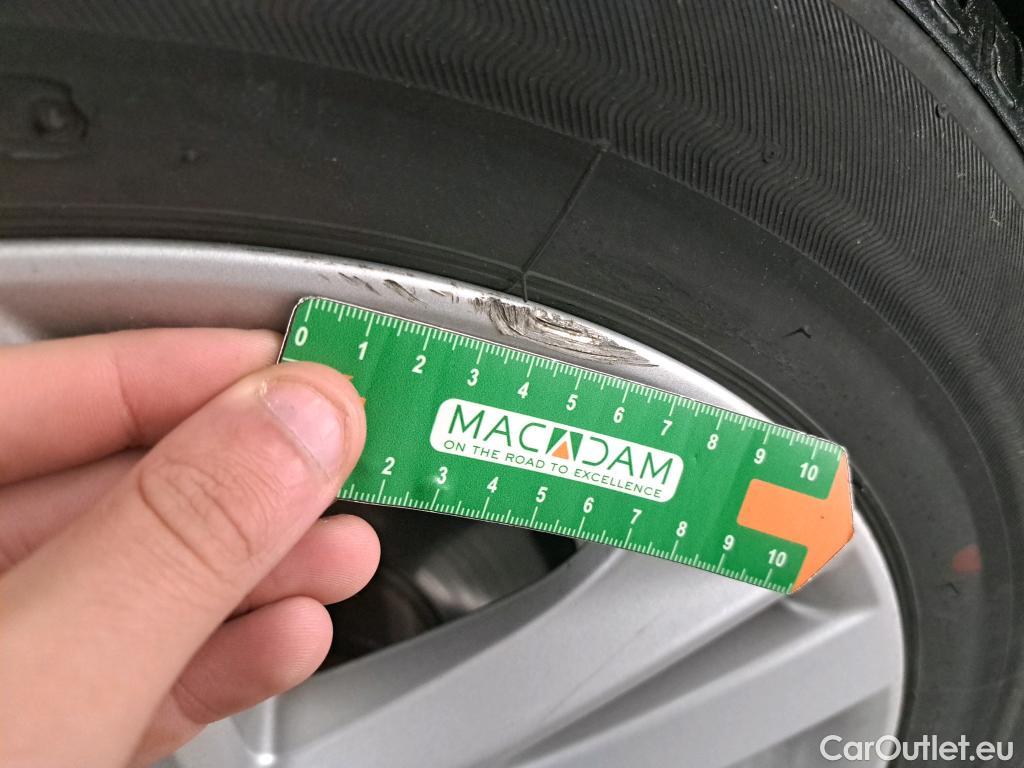 0 1 2 3 4 5 6 7 8 9 10
MACADAM
ON THE ROAD TO EXCELLENCE
2 3 4 5 6 7 8 9 10
CarOutlet.eu